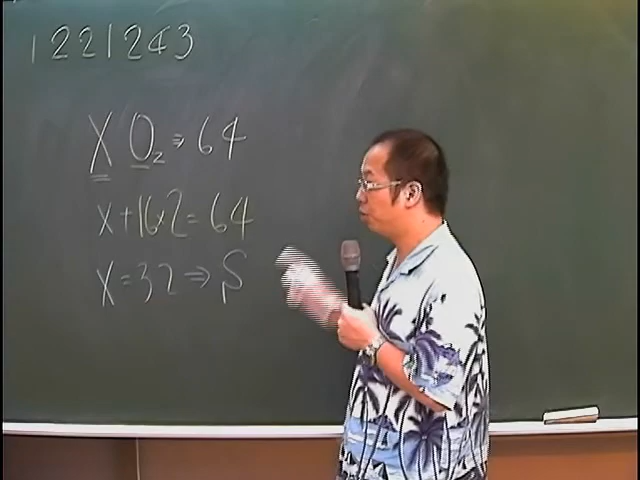 1221243
XO₂ ⇒ 64
x+16×2=64
X=32⇒S